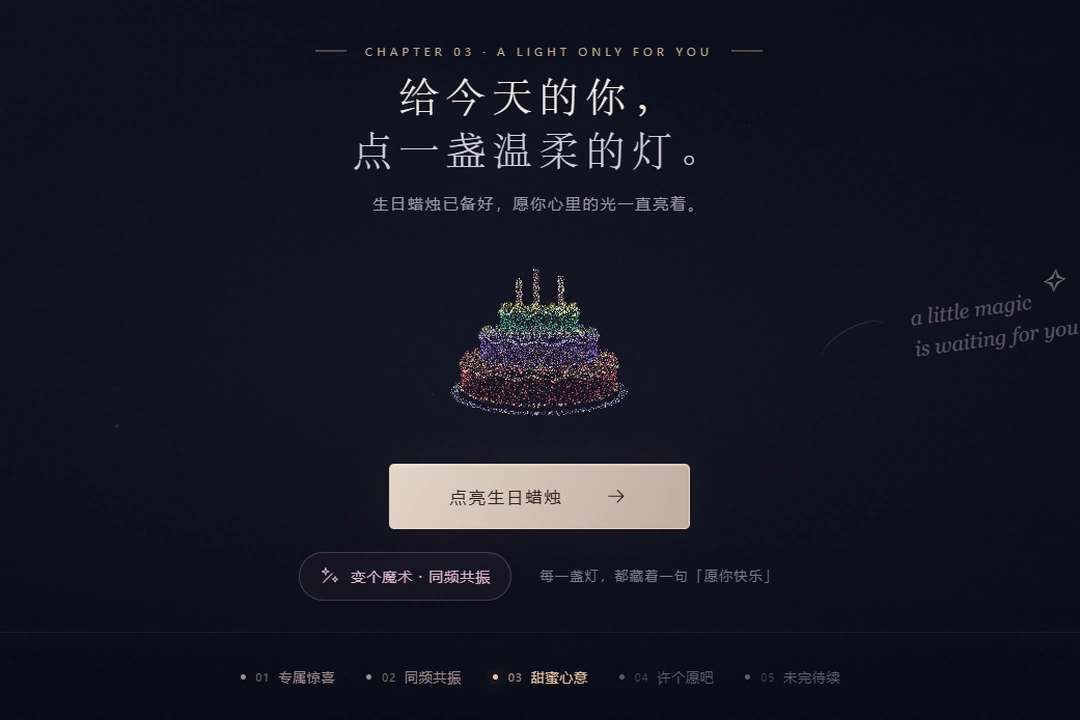 CHAPTER 03 · A LIGHT ONLY FOR YOU
给今天的你，
点一盏温柔的灯。
生日蜡烛已备好，愿你心里的光一直亮着。
a little magic
is waiting for you
点亮生日蜡烛 →
变个魔术 · 同频共振
每一盏灯，都藏着一句「愿你快乐」
01 专属惊喜
02 同频共振
03 甜蜜心意
04 许个愿吧
05 未完待续